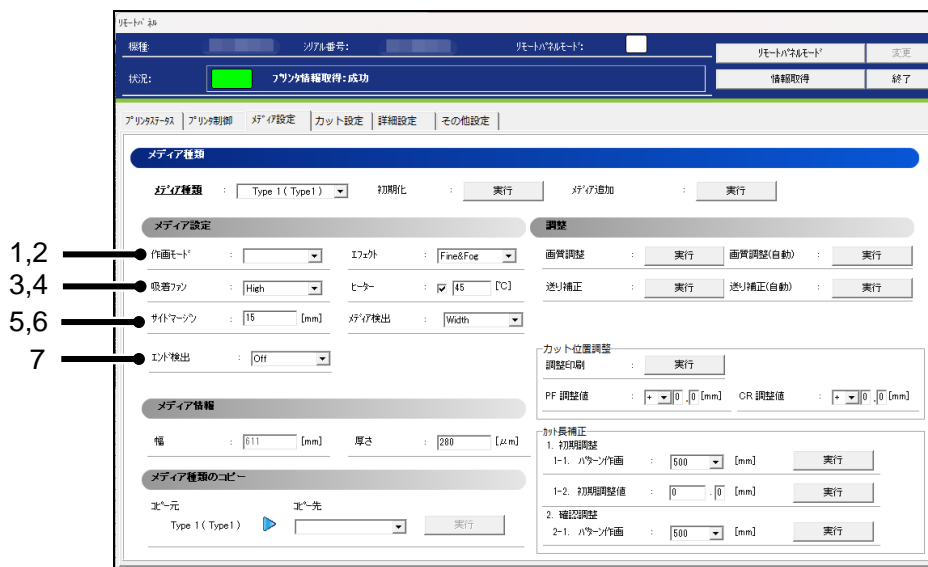 リモートパネル
機種: シリアル番号: リモートパネルモード: リモートパネルモード 変更
状況: プリンタ情報取得:成功 情報取得 終了
プリンタステータス プリンタ制御 メディア設定 カット設定 詳細設定 その他設定
メディア種類
メディア種類 : Type 1 ( Type1 ) 初期化 : 実行 メディア追加 : 実行
メディア設定 調整
1,2 作画モード : エフェクト : Fine&Fog 画質調整 : 実行 画質調整(自動) : 実行
3,4 吸着ファン : High ヒーター : 45 [℃] 送り補正 : 実行 送り補正(自動) : 実行
5,6 サイドマージン : 15 [mm] メディア検出 : Width
7 エンド検出 : Off
カット位置調整
調整印刷 : 実行
PF 調整値 : + 0 .0 [mm] CR 調整値 : + 0 .0 [mm]
メディア情報
幅 : 611 [mm] 厚さ : 280 [μm]
カット長補正
1. 初期調整
1-1. パターン作画 : 500 [mm] 実行
1-2. 初期調整値 : 0 .0 [mm] 実行
2. 確認調整
2-1. パターン作画 : 500 [mm] 実行
メディア種類のコピー
コピー元 コピー先
Type 1 ( Type1 ) 実行